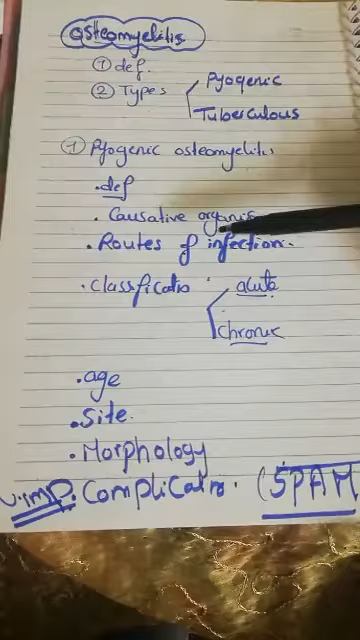 Osteomyelitis
① def.
② Types
Pyogenic
Tuberculous
① Pyogenic osteomyelitis
. def
. Causative organis
. Routes of infection.
. Classificatio
acute
chronic
. age
. Site.
. Morphology
V.imp. Complicatio. (SPAM